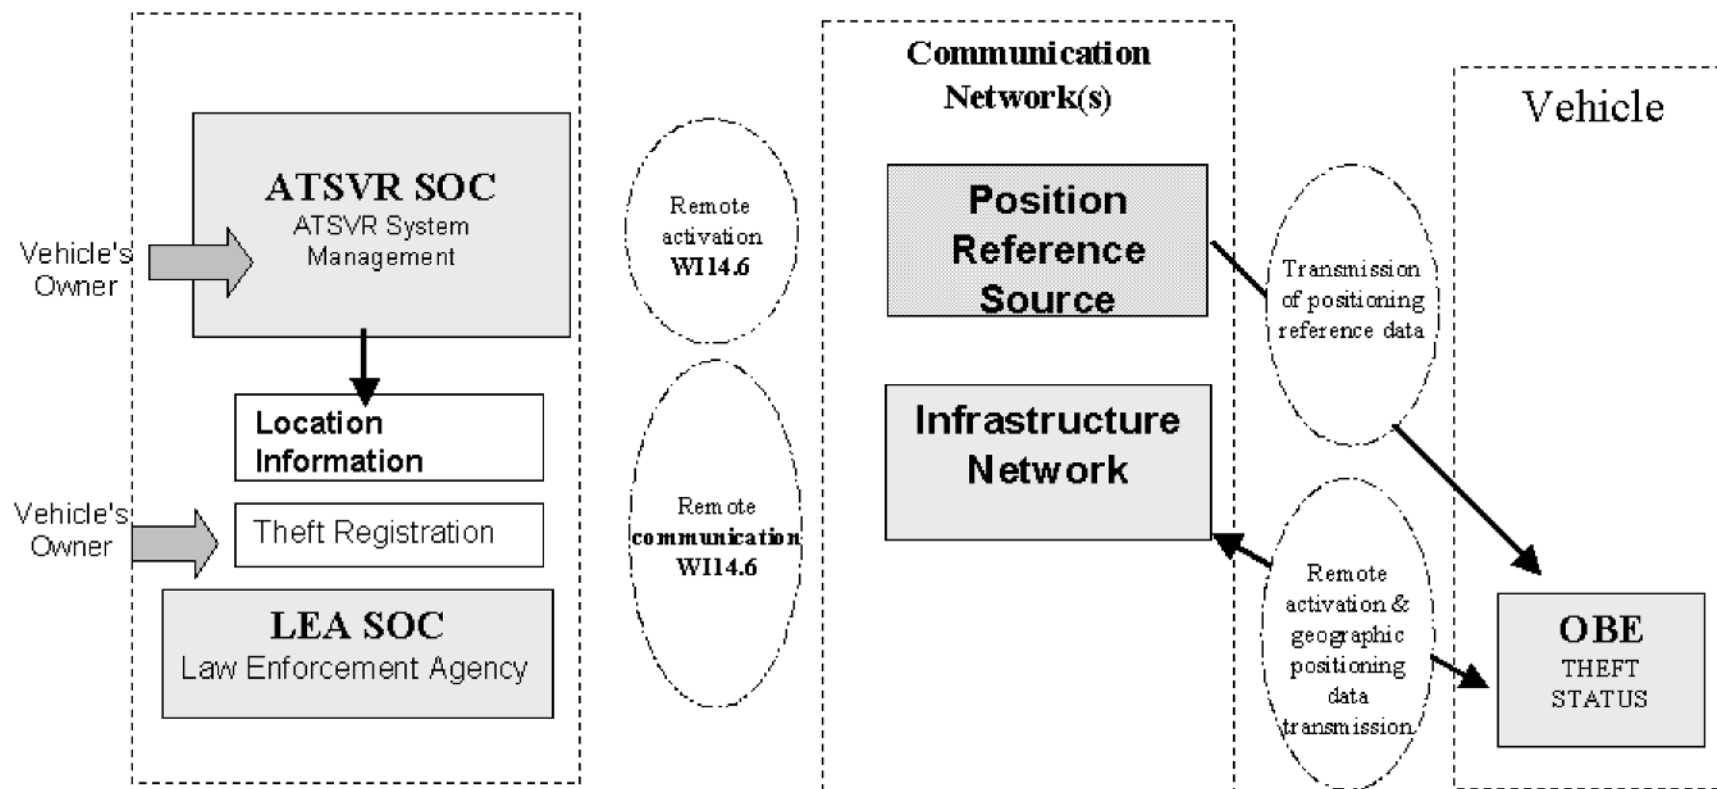 Vehicle's
Owner
ATSVR SOC
ATSVR System
Management
Location
Information
Vehicle's
Owner
Theft Registration
LEA SOC
Law Enforcement Agency
Remote
activation
WI14.6
Remote
communication
WI14.6
Communication
Network(s)
Position
Reference
Source
Infrastructure
Network
Transmission
of positioning
reference data
Remote
activation &
geographic
positioning
data
transmission
Vehicle
OBE
THEFT
STATUS